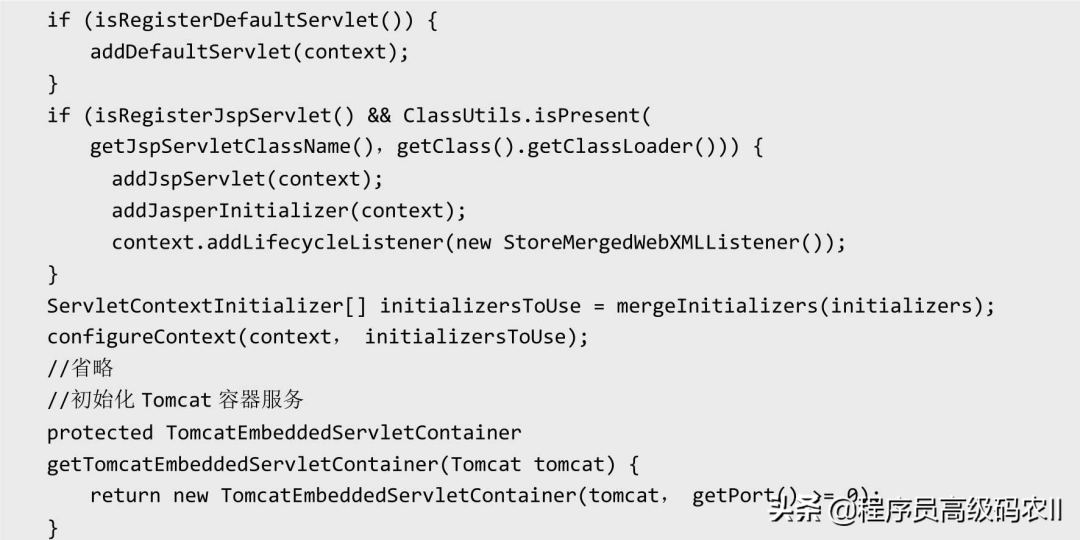 if (isRegisterDefaultServlet()) {
    addDefaultServlet(context);
}
if (isRegisterJspServlet() && ClassUtils.isPresent(
    getJspServletClassName(), getClass().getClassLoader())) {
      addJspServlet(context);
      addJasperInitializer(context);
      context.addLifecycleListener(new StoreMergedWebXMLListener());
}
ServletContextInitializer[] initializersToUse = mergeInitializers(initializers);
configureContext(context， initializersToUse);
//省略
//初始化 Tomcat 容器服务
protected TomcatEmbeddedServletContainer
getTomcatEmbeddedServletContainer(Tomcat tomcat) {
    return new TomcatEmbeddedServletContainer(tomcat， getPort() >= 0);
}
头条 @程序员高级码农II